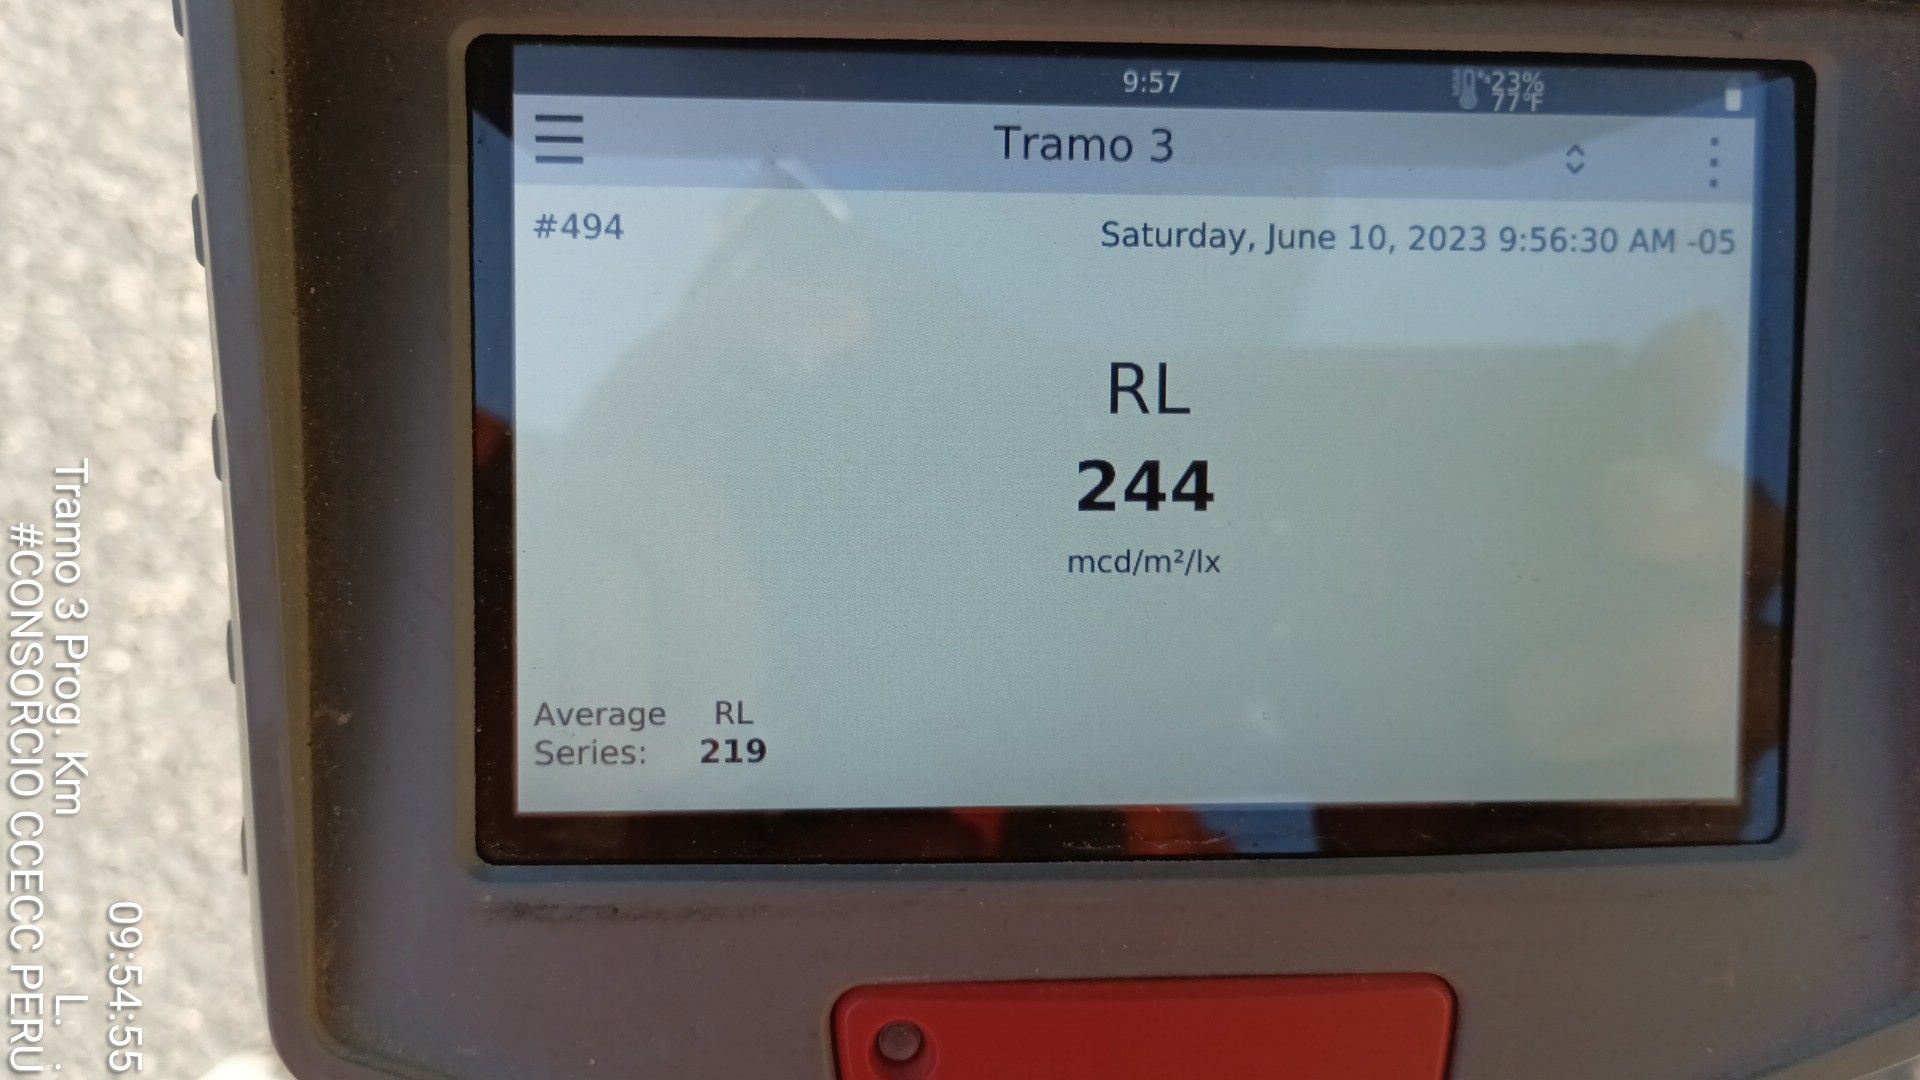 9:57
23%
77°F
Tramo 3
#494
Saturday, June 10, 2023 9:56:30 AM -05
RL
244
mcd/m²/lx
Average RL
Series: 219
09:54:55
Tramo 3 Prog. Km L. .
#CONSORCIO CCECC PERU